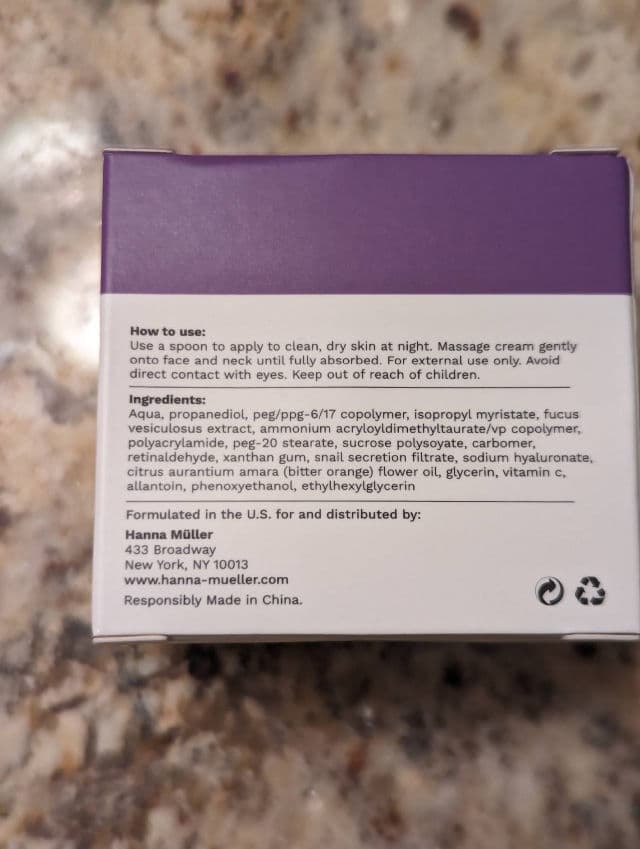 How to use:
Use a spoon to apply to clean, dry skin at night. Massage cream gently
onto face and neck until fully absorbed. For external use only. Avoid
direct contact with eyes. Keep out of reach of children.
Ingredients:
Aqua, propanediol, peg/ppg-6/17 copolymer, isopropyl myristate, fucus
vesiculosus extract, ammonium acryloyldimethyltaurate/vp copolymer,
polyacrylamide, peg-20 stearate, sucrose polysoyate, carbomer,
retinaldehyde, xanthan gum, snail secretion filtrate, sodium hyaluronate,
citrus aurantium amara (bitter orange) flower oil, glycerin, vitamin c,
allantoin, phenoxyethanol, ethylhexylglycerin
Formulated in the U.S. for and distributed by:
Hanna Müller
433 Broadway
New York, NY 10013
www.hanna-mueller.com
Responsibly Made in China.